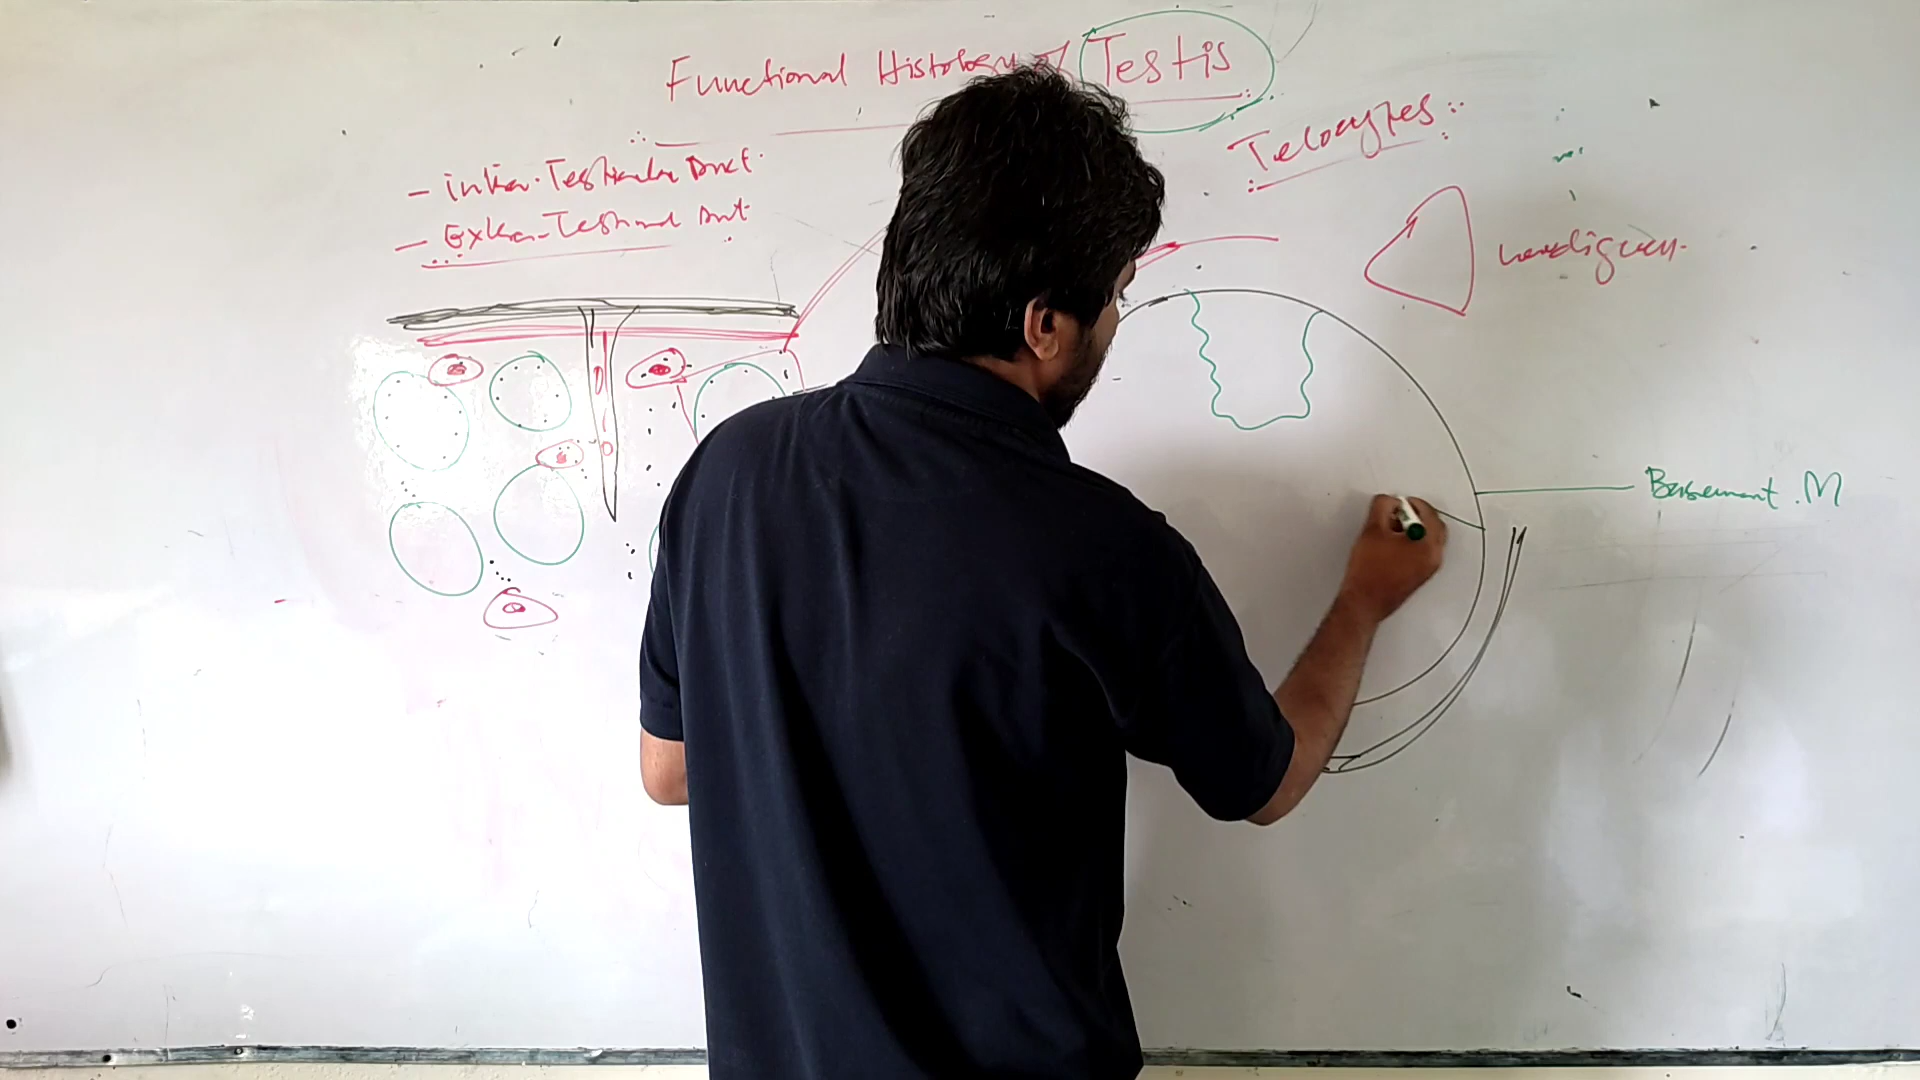 Functional Histology of Testis
Telocytes
- intra-Testicular Duct
- Extra-Testicular Duct
Basement .M